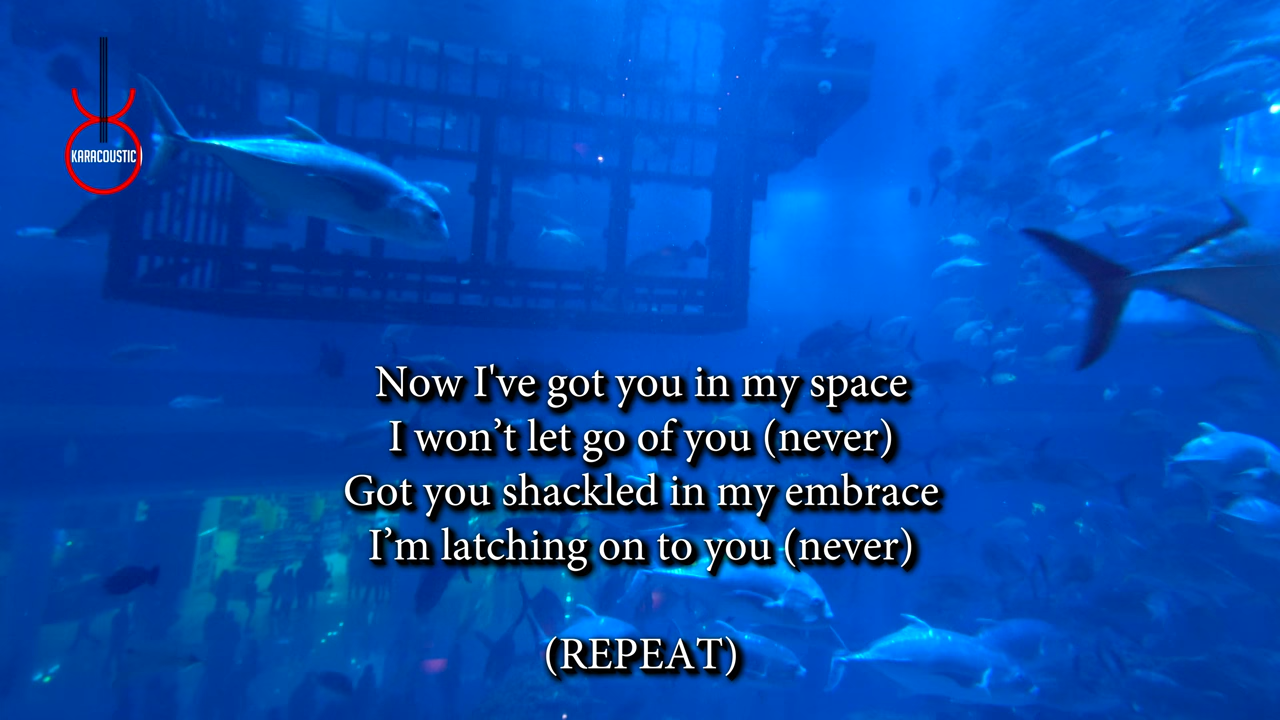 KARACOUSTIC
Now I've got you in my space
I won’t let go of you (never)
Got you shackled in my embrace
I’m latching on to you (never)
(REPEAT)